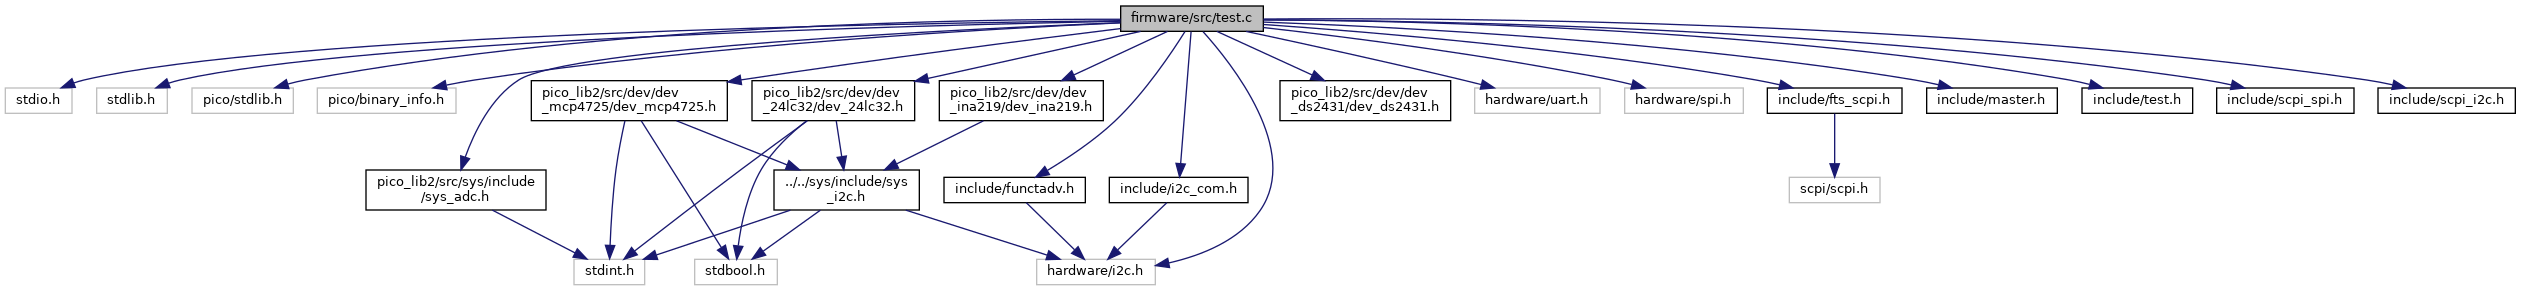 firmware/src/test.c
stdio.h
stdlib.h
pico/stdlib.h
pico/binary_info.h
pico_lib2/src/dev/dev
_mcp4725/dev_mcp4725.h
pico_lib2/src/dev/dev
_24lc32/dev_24lc32.h
pico_lib2/src/dev/dev
_ina219/dev_ina219.h
pico_lib2/src/dev/dev
_ds2431/dev_ds2431.h
hardware/uart.h
hardware/spi.h
include/fts_scpi.h
include/master.h
include/test.h
include/scpi_spi.h
include/scpi_i2c.h
pico_lib2/src/sys/include
/sys_adc.h
../../sys/include/sys
_i2c.h
include/functadv.h
include/i2c_com.h
scpi/scpi.h
stdint.h
stdbool.h
hardware/i2c.h